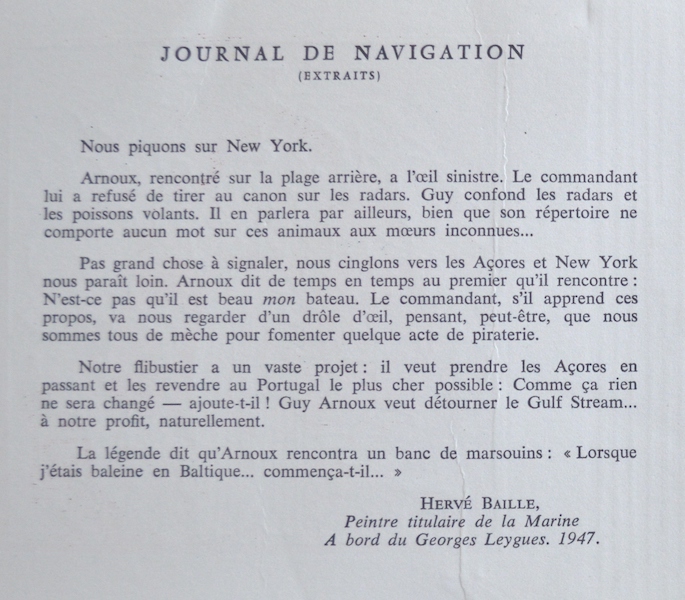 JOURNAL DE NAVIGATION
(EXTRAITS)
Nous piquons sur New York.
Arnoux, rencontré sur la plage arrière, a l'œil sinistre. Le commandant
lui a refusé de tirer au canon sur les radars. Guy confond les radars et
les poissons volants. Il en parlera par ailleurs, bien que son répertoire ne
comporte aucun mot sur ces animaux aux mœurs inconnues...
Pas grand chose à signaler, nous cinglons vers les Açores et New York
nous paraît loin. Arnoux dit de temps en temps au premier qu'il rencontre :
N'est-ce pas qu'il est beau mon bateau. Le commandant, s'il apprend ces
propos, va nous regarder d'un drôle d'œil, pensant, peut-être, que nous
sommes tous de mèche pour fomenter quelque acte de piraterie.
Notre flibustier a un vaste projet : il veut prendre les Açores en
passant et les revendre au Portugal le plus cher possible : Comme ça rien
ne sera changé — ajoute-t-il ! Guy Arnoux veut détourner le Gulf Stream...
à notre profit, naturellement.
La légende dit qu'Arnoux rencontra un banc de marsouins : « Lorsque
j'étais baleine en Baltique... commença-t-il... »
HERVÉ BAILLE,
Peintre titulaire de la Marine
A bord du Georges Leygues. 1947.